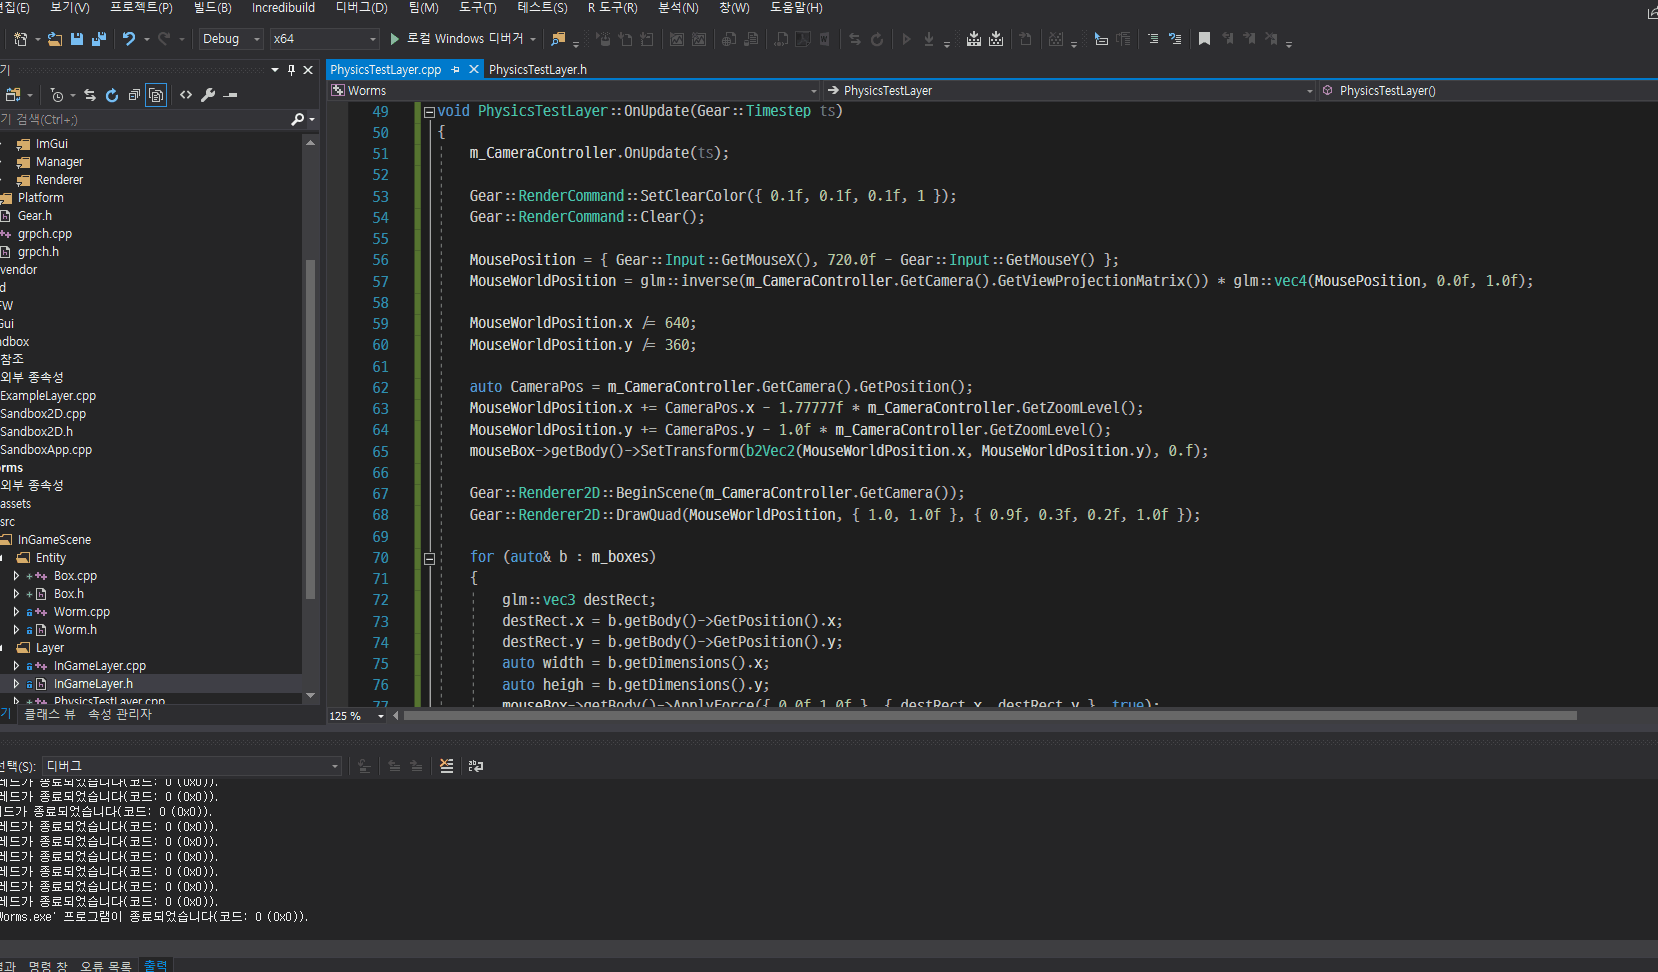 편집(E) 보기(V) 프로젝트(P) 빌드(B) Incredibuild 디버그(D) 팀(M) 도구(T) 테스트(S) R 도구(R) 분석(N) 창(W) 도움말(H)
Debug x64 로컬 Windows 디버거
기
PhysicsTestLayer.cpp PhysicsTestLayer.h
Worms PhysicsTestLayer PhysicsTestLayer()
기 검색(Ctrl+;)
ImGui
Manager
Renderer
Platform
Gear.h
grpch.cpp
grpch.h
vendor
d
FW
Gui
ndbox
참조
외부 종속성
ExampleLayer.cpp
Sandbox2D.cpp
Sandbox2D.h
SandboxApp.cpp
orms
외부 종속성
assets
src
InGameScene
Entity
Box.cpp
Box.h
Worm.cpp
Worm.h
Layer
InGameLayer.cpp
InGameLayer.h
PhysicsTestLayer.cpp
기 클래스 뷰 속성 관리자
49 void PhysicsTestLayer::OnUpdate(Gear::Timestep ts)
50 {
51 m_CameraController.OnUpdate(ts);
52
53 Gear::RenderCommand::SetClearColor({ 0.1f, 0.1f, 0.1f, 1 });
54 Gear::RenderCommand::Clear();
55
56 MousePosition = { Gear::Input::GetMouseX(), 720.0f - Gear::Input::GetMouseY() };
57 MouseWorldPosition = glm::inverse(m_CameraController.GetCamera().GetViewProjectionMatrix()) * glm::vec4(MousePosition, 0.0f, 1.0f);
58
59 MouseWorldPosition.x /= 640;
60 MouseWorldPosition.y /= 360;
61
62 auto CameraPos = m_CameraController.GetCamera().GetPosition();
63 MouseWorldPosition.x += CameraPos.x - 1.77777f * m_CameraController.GetZoomLevel();
64 MouseWorldPosition.y += CameraPos.y - 1.0f * m_CameraController.GetZoomLevel();
65 mouseBox->getBody()->SetTransform(b2Vec2(MouseWorldPosition.x, MouseWorldPosition.y), 0.f);
66
67 Gear::Renderer2D::BeginScene(m_CameraController.GetCamera());
68 Gear::Renderer2D::DrawQuad(MouseWorldPosition, { 1.0, 1.0f }, { 0.9f, 0.3f, 0.2f, 1.0f });
69
70 for (auto& b : m_boxes)
71 {
72 glm::vec3 destRect;
73 destRect.x = b.getBody()->GetPosition().x;
74 destRect.y = b.getBody()->GetPosition().y;
75 auto width = b.getDimensions().x;
76 auto heigh = b.getDimensions().y;
77 mouseBox->getBody()->ApplyForce({ 0.0f,1.0f }, { destRect.x, destRect.y }, true);
125 %
선택(S): 디버그
레드가 종료되었습니다(코드: 0 (0x0)).
레드가 종료되었습니다(코드: 0 (0x0)).
드가 종료되었습니다(코드: 0 (0x0)).
레드가 종료되었습니다(코드: 0 (0x0)).
레드가 종료되었습니다(코드: 0 (0x0)).
레드가 종료되었습니다(코드: 0 (0x0)).
레드가 종료되었습니다(코드: 0 (0x0)).
레드가 종료되었습니다(코드: 0 (0x0)).
레드가 종료되었습니다(코드: 0 (0x0)).
Worms.exe' 프로그램이 종료되었습니다(코드: 0 (0x0)).
결과 명령 창 오류 목록 출력